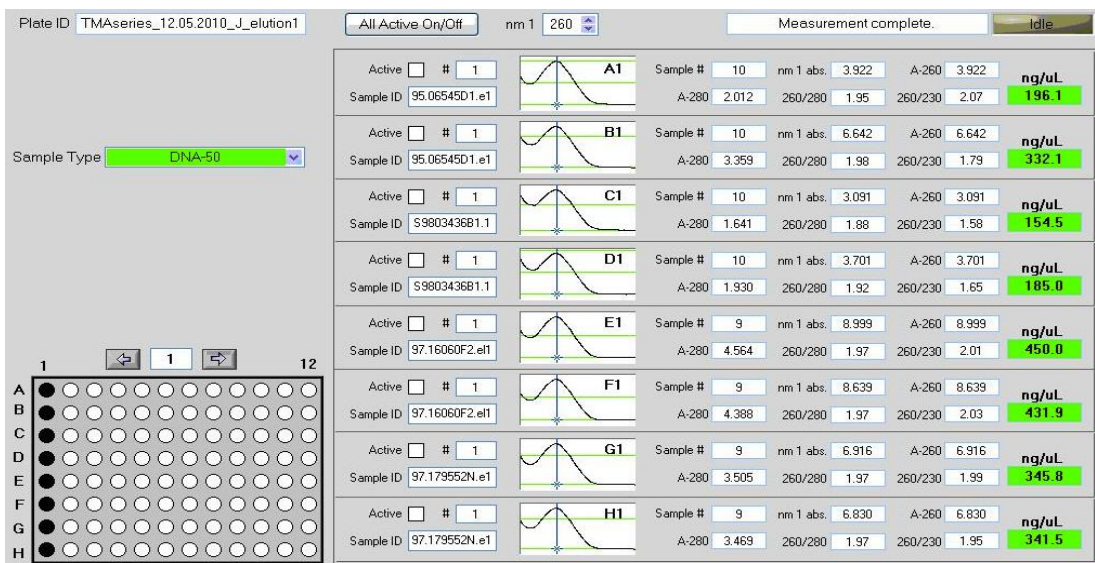 Plate ID TMAseries_12.05.2010_J_elution1 All Active On/Off nm 1 260 Measurement complete. Idle
Sample Type DNA-50
Active # 1 A1 Sample # 10 nm 1 abs. 3.922 A-260 3.922 ng/uL
Sample ID 95.06545D1.e1 A-280 2.012 260/280 1.95 260/230 2.07 196.1
Active # 1 B1 Sample # 10 nm 1 abs. 6.642 A-260 6.642 ng/uL
Sample ID 95.06545D1.e1 A-280 3.359 260/280 1.98 260/230 1.79 332.1
Active # 1 C1 Sample # 10 nm 1 abs. 3.091 A-260 3.091 ng/uL
Sample ID S9803436B1.1 A-280 1.641 260/280 1.88 260/230 1.58 154.5
Active # 1 D1 Sample # 10 nm 1 abs. 3.701 A-260 3.701 ng/uL
Sample ID S9803436B1.1 A-280 1.930 260/280 1.92 260/230 1.65 185.0
Active # 1 E1 Sample # 9 nm 1 abs. 8.999 A-260 8.999 ng/uL
Sample ID 97.16060F2.el1 A-280 4.564 260/280 1.97 260/230 2.01 450.0
Active # 1 F1 Sample # 9 nm 1 abs. 8.639 A-260 8.639 ng/uL
Sample ID 97.16060F2.el1 A-280 4.388 260/280 1.97 260/230 2.03 431.9
Active # 1 G1 Sample # 9 nm 1 abs. 6.916 A-260 6.916 ng/uL
Sample ID 97.179552N.e1 A-280 3.505 260/280 1.97 260/230 1.99 345.8
Active # 1 H1 Sample # 9 nm 1 abs. 6.830 A-260 6.830 ng/uL
Sample ID 97.179552N.e1 A-280 3.469 260/280 1.97 260/230 1.95 341.5
1 1 12
A
B
C
D
E
F
G
H